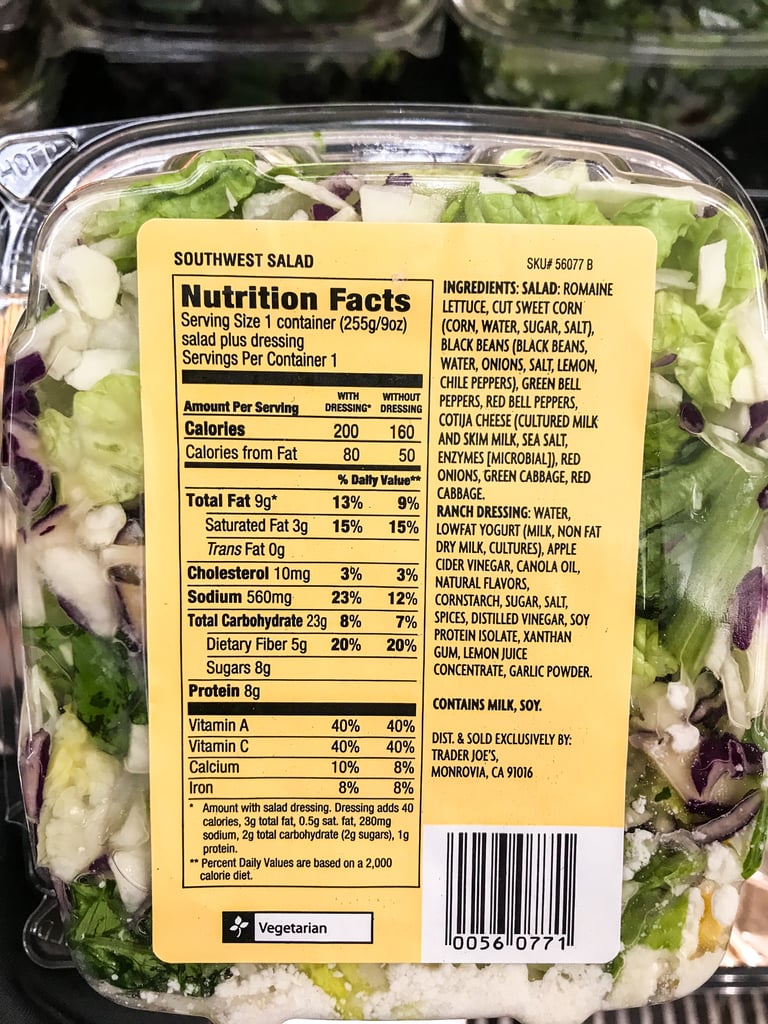 SOUTHWEST SALAD
SKU# 56077 B
Nutrition Facts
Serving Size 1 container (255g/9oz)
salad plus dressing
Servings Per Container 1
Amount Per Serving WITH DRESSING* WITHOUT DRESSING
Calories 200 160
Calories from Fat 80 50
% Daily Value**
Total Fat 9g* 13% 9%
Saturated Fat 3g 15% 15%
Trans Fat 0g
Cholesterol 10mg 3% 3%
Sodium 560mg 23% 12%
Total Carbohydrate 23g 8% 7%
Dietary Fiber 5g 20% 20%
Sugars 8g
Protein 8g
Vitamin A 40% 40%
Vitamin C 40% 40%
Calcium 10% 8%
Iron 8% 8%
* Amount with salad dressing. Dressing adds 40
calories, 3g total fat, 0.5g sat. fat, 280mg
sodium, 2g total carbohydrate (2g sugars), 1g
protein.
** Percent Daily Values are based on a 2,000
calorie diet.
Vegetarian
INGREDIENTS: SALAD: ROMAINE
LETTUCE, CUT SWEET CORN
(CORN, WATER, SUGAR, SALT),
BLACK BEANS (BLACK BEANS,
WATER, ONIONS, SALT, LEMON,
CHILE PEPPERS), GREEN BELL
PEPPERS, RED BELL PEPPERS,
COTIJA CHEESE (CULTURED MILK
AND SKIM MILK, SEA SALT,
ENZYMES [MICROBIAL]), RED
ONIONS, GREEN CABBAGE, RED
CABBAGE.
RANCH DRESSING: WATER,
LOWFAT YOGURT (MILK, NON FAT
DRY MILK, CULTURES), APPLE
CIDER VINEGAR, CANOLA OIL,
NATURAL FLAVORS,
CORNSTARCH, SUGAR, SALT,
SPICES, DISTILLED VINEGAR, SOY
PROTEIN ISOLATE, XANTHAN
GUM, LEMON JUICE
CONCENTRATE, GARLIC POWDER.
CONTAINS MILK, SOY.
DIST. & SOLD EXCLUSIVELY BY:
TRADER JOE'S,
MONROVIA, CA 91016
0056 0771